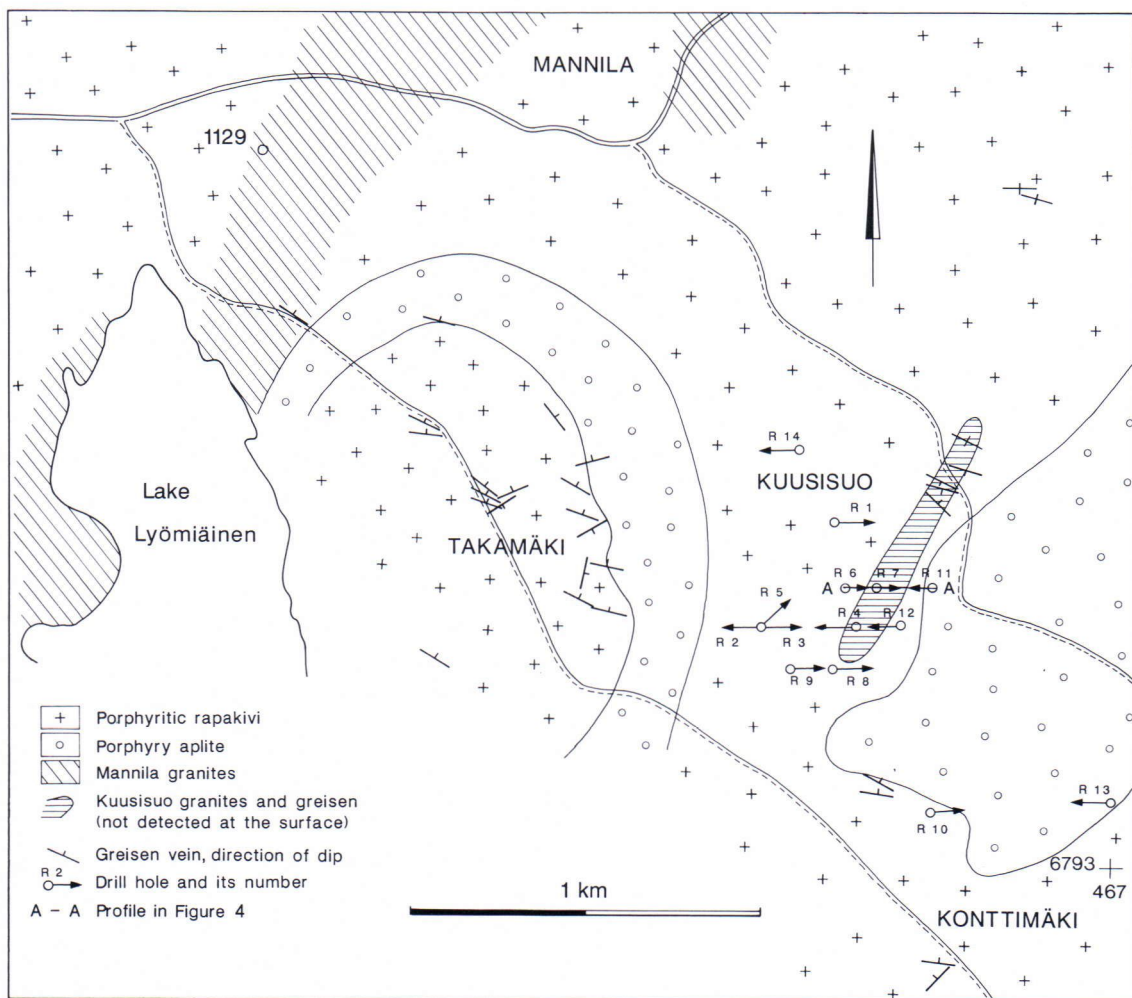 MANNILA
1129
R 14
KUUSISUO
R 1
Lake
Lyömiäinen
TAKAMÄKI
A R 6 R 7 R 11 A
R 5
R 4 R 12
R 2 R 3
R 9 R 8
R 13
R 10
6793
467
KONTTIMÄKI
Porphyritic rapakivi
Porphyry aplite
Mannila granites
Kuusisuo granites and greisen
(not detected at the surface)
Greisen vein, direction of dip
R 2
Drill hole and its number
A – A Profile in Figure 4
1 km